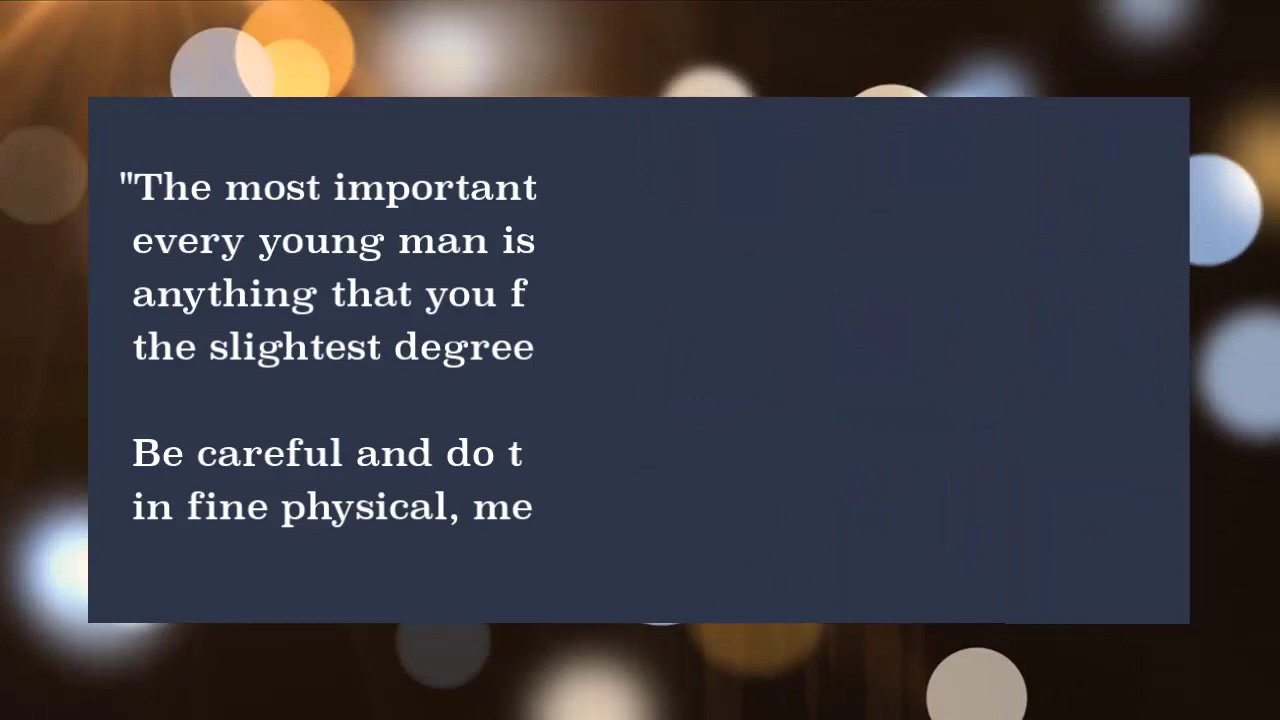 "The most important
every young man is
anything that you f
the slightest degree
Be careful and do t
in fine physical, me